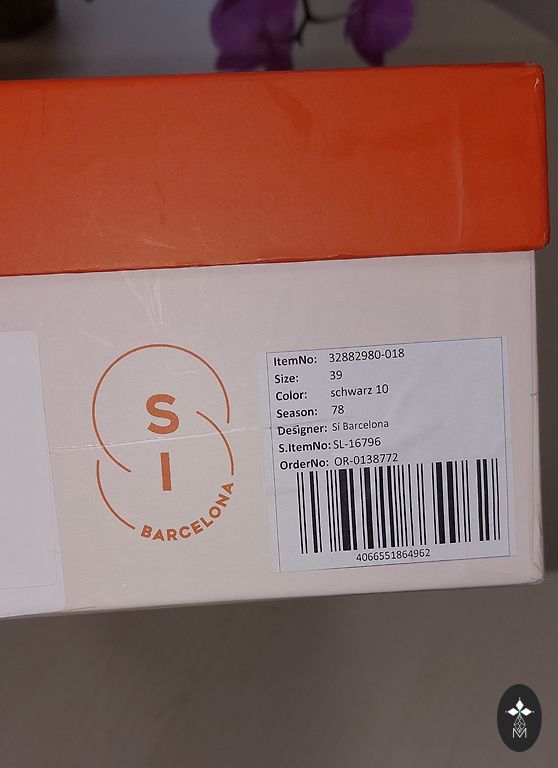 S
I
BARCELONA
ItemNo: 32882980-018
Size: 39
Color: schwarz 10
Season: 78
Designer: Sí Barcelona
S.ItemNo: SL-16796
OrderNo: OR-0138772
4066551864962
M